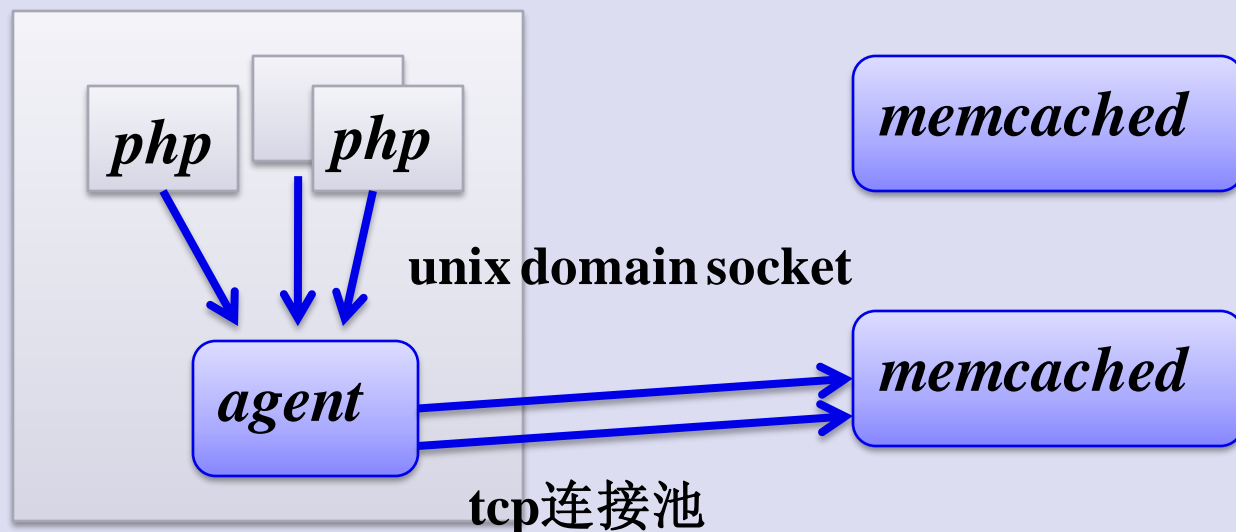 php
php
memcached
unix domain socket
agent
memcached
tcp连接池